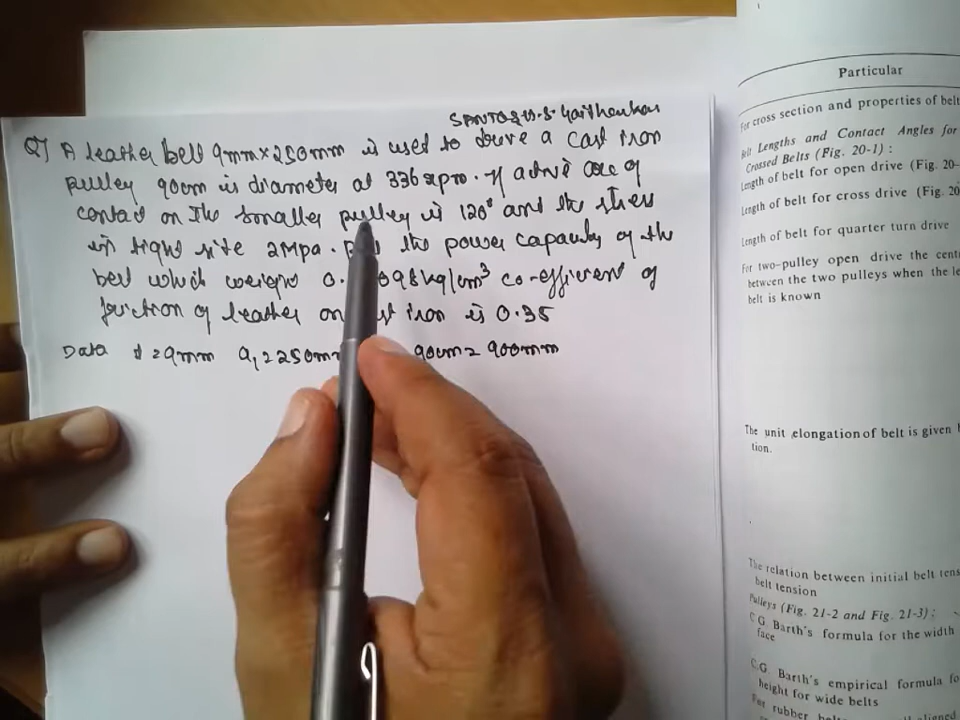 SANTOSH.S.
Q) A leather belt 9mm×250mm is used to drive a cast iron
pulley 90cm in diameter at 336 rpm. If active arc of
contact on the smaller pulley is 120° and the stress
in tight site 2Mpa. the power capacity of the
belt which weighs 0. 098kg/cm³ co-efficient of
friction of leather on iron is 0.35
Data t = 9mm 250mm 90cm = 900mm
Particular
For cross section and properties of belt
Belt Lengths and Contact Angles for
Crossed Belts (Fig. 20-1) :
Length of belt for open drive (Fig. 20-
Length of belt for cross drive (Fig. 20
Length of belt for quarter turn drive
For two-pulley open drive the cent
between the two pulleys when the le
belt is known
The unit elongation of belt is given
tion.
The relation between initial belt tens
belt tension
Pulleys (Fig. 21-2 and Fig. 21-3) :
C.G. Barth's formula for the width
face
C.G. Barth's empirical formula fo
height for wide belts
For rubber